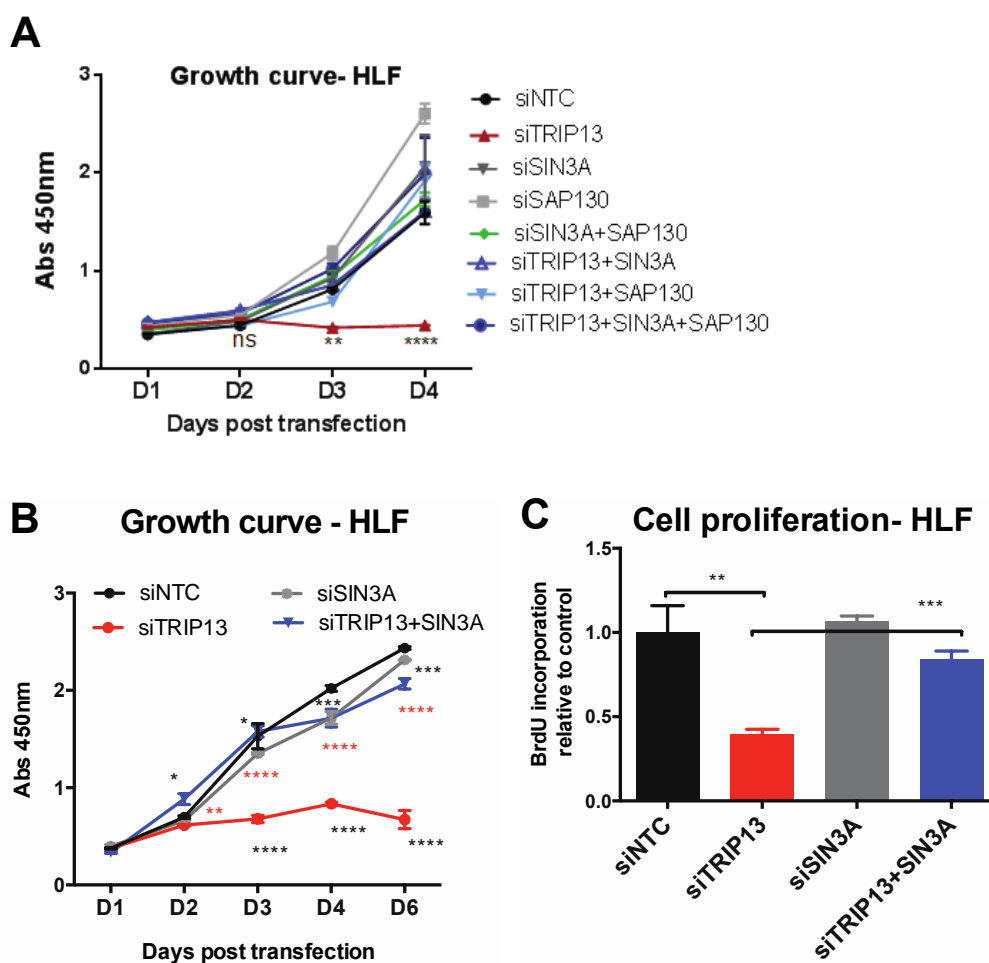 A
Growth curve- HLF
3
2
1
0
Abs 450nm
ns
**
****
D1 D2 D3 D4
Days post transfection
siNTC
siTRIP13
siSIN3A
siSAP130
siSIN3A+SAP130
siTRIP13+SIN3A
siTRIP13+SAP130
siTRIP13+SIN3A+SAP130
B
Growth curve - HLF
3
2
1
0
Abs 450nm
siNTC
siTRIP13
siSIN3A
siTRIP13+SIN3A
*
**
*
****
****
***
****
****
***
****
****
D1 D2 D3 D4 D6
Days post transfection
C
Cell proliferation- HLF
1.5
1.0
0.5
0.0
BrdU incorporation
relative to control
**
***
siNTC
siTRIP13
siSIN3A
siTRIP13+SIN3A